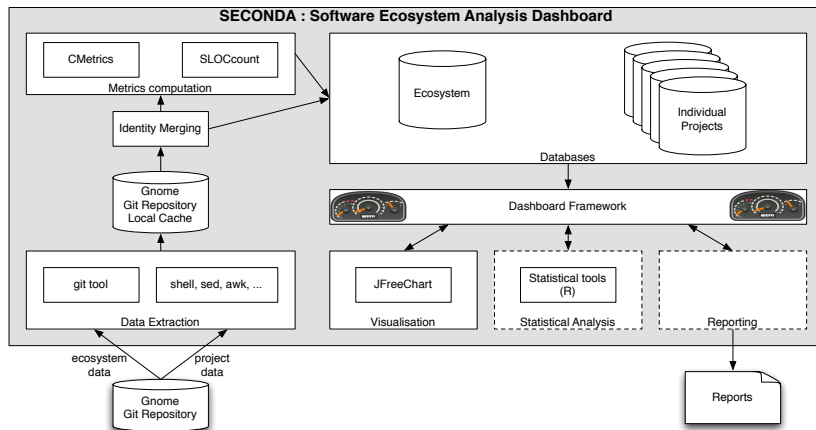 SECONDA : Software Ecosystem Analysis Dashboard
CMetrics
SLOCcount
Metrics computation
Identity Merging
Gnome
Git Repository
Local Cache
git tool
shell, sed, awk, ...
Data Extraction
ecosystem
data
project
data
Gnome
Git Repository
Ecosystem
Individual
Projects
Databases
Dashboard Framework
JFreeChart
Visualisation
Statistical tools
(R)
Statistical Analysis
Reporting
Reports